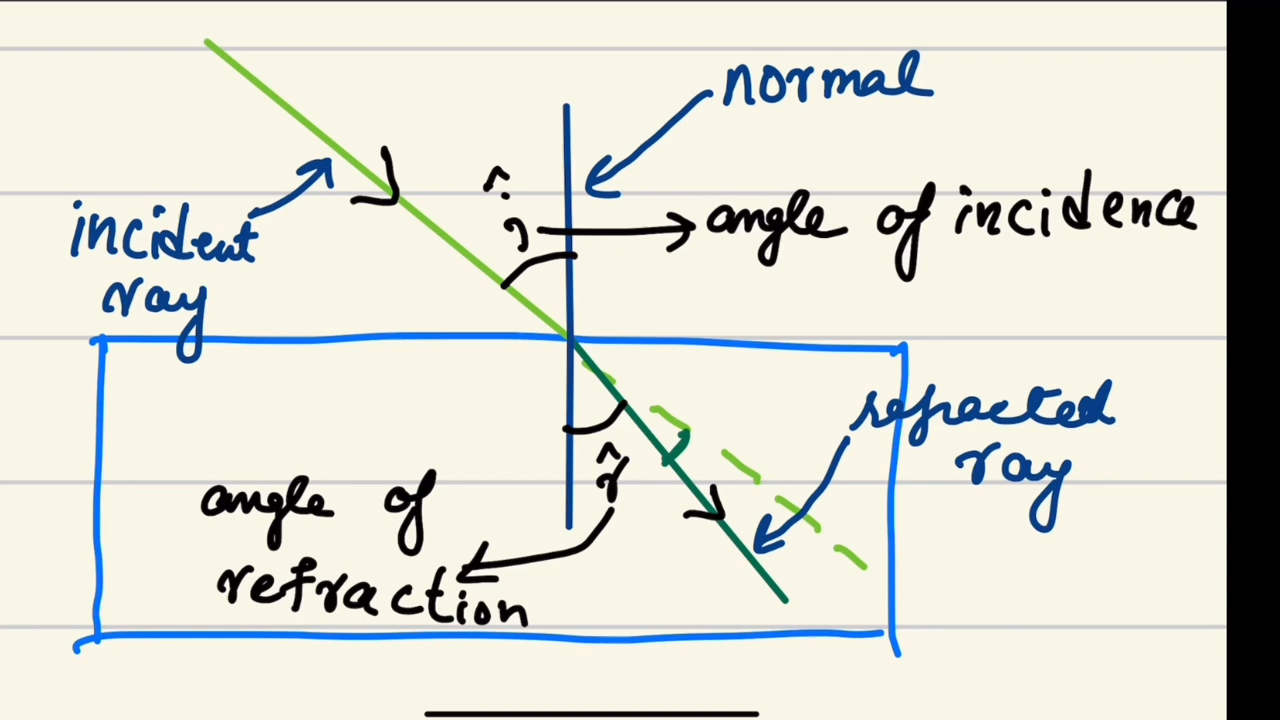 normal
î
angle of incidence
incident
ray
refracted
ray
r̂
angle of
refraction